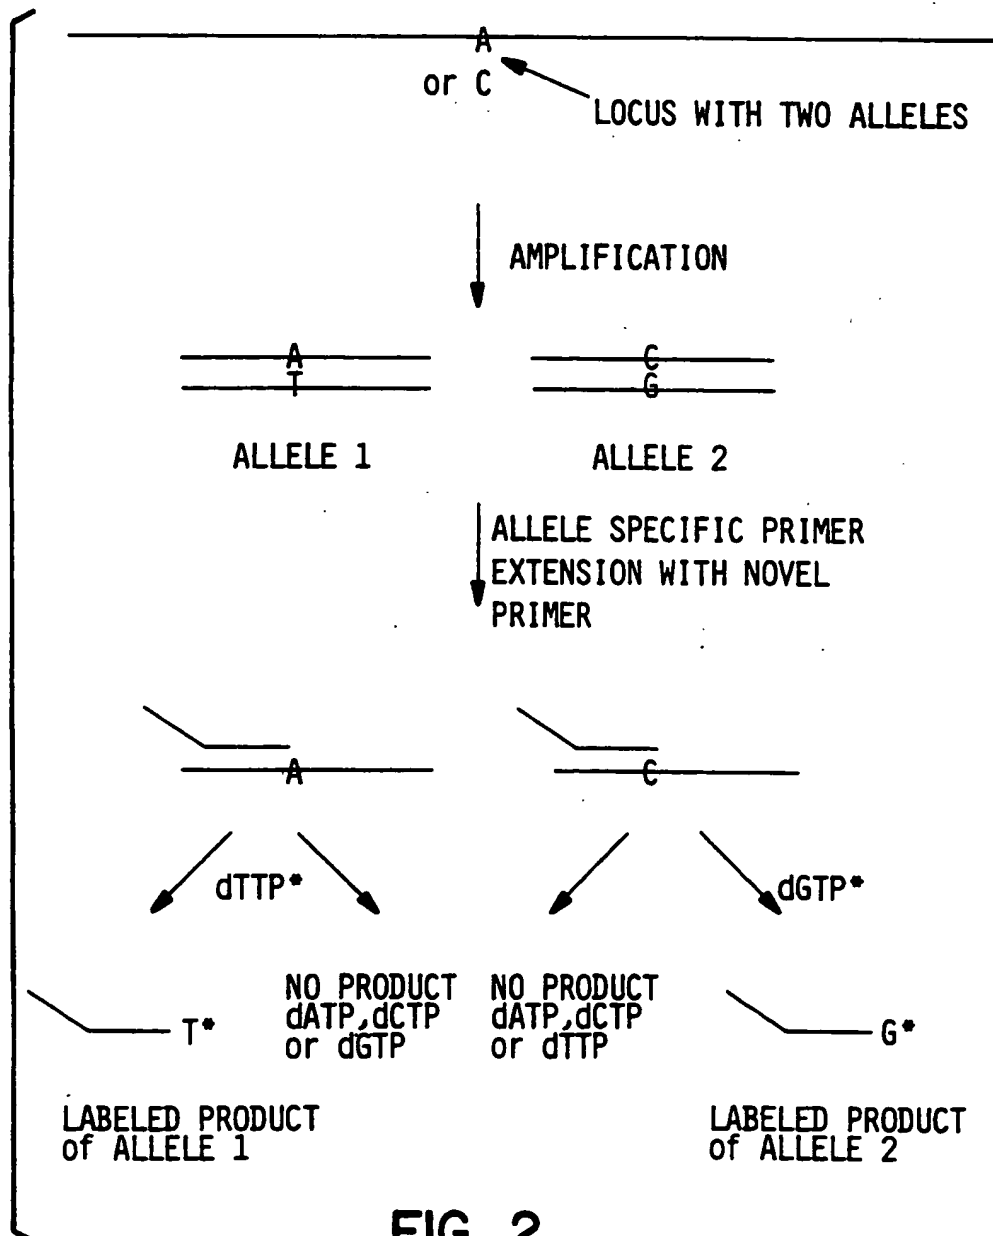 A
or C
LOCUS WITH TWO ALLELES
AMPLIFICATION
A
T
C
G
ALLELE 1
ALLELE 2
ALLELE SPECIFIC PRIMER
EXTENSION WITH NOVEL
PRIMER
A
C
dTTP*
dGTP*
T*
NO PRODUCT
dATP,dCTP
or dGTP
NO PRODUCT
dATP,dCTP
or dTTP
G*
LABELED PRODUCT
of ALLELE 1
LABELED PRODUCT
of ALLELE 2
FIG. 2